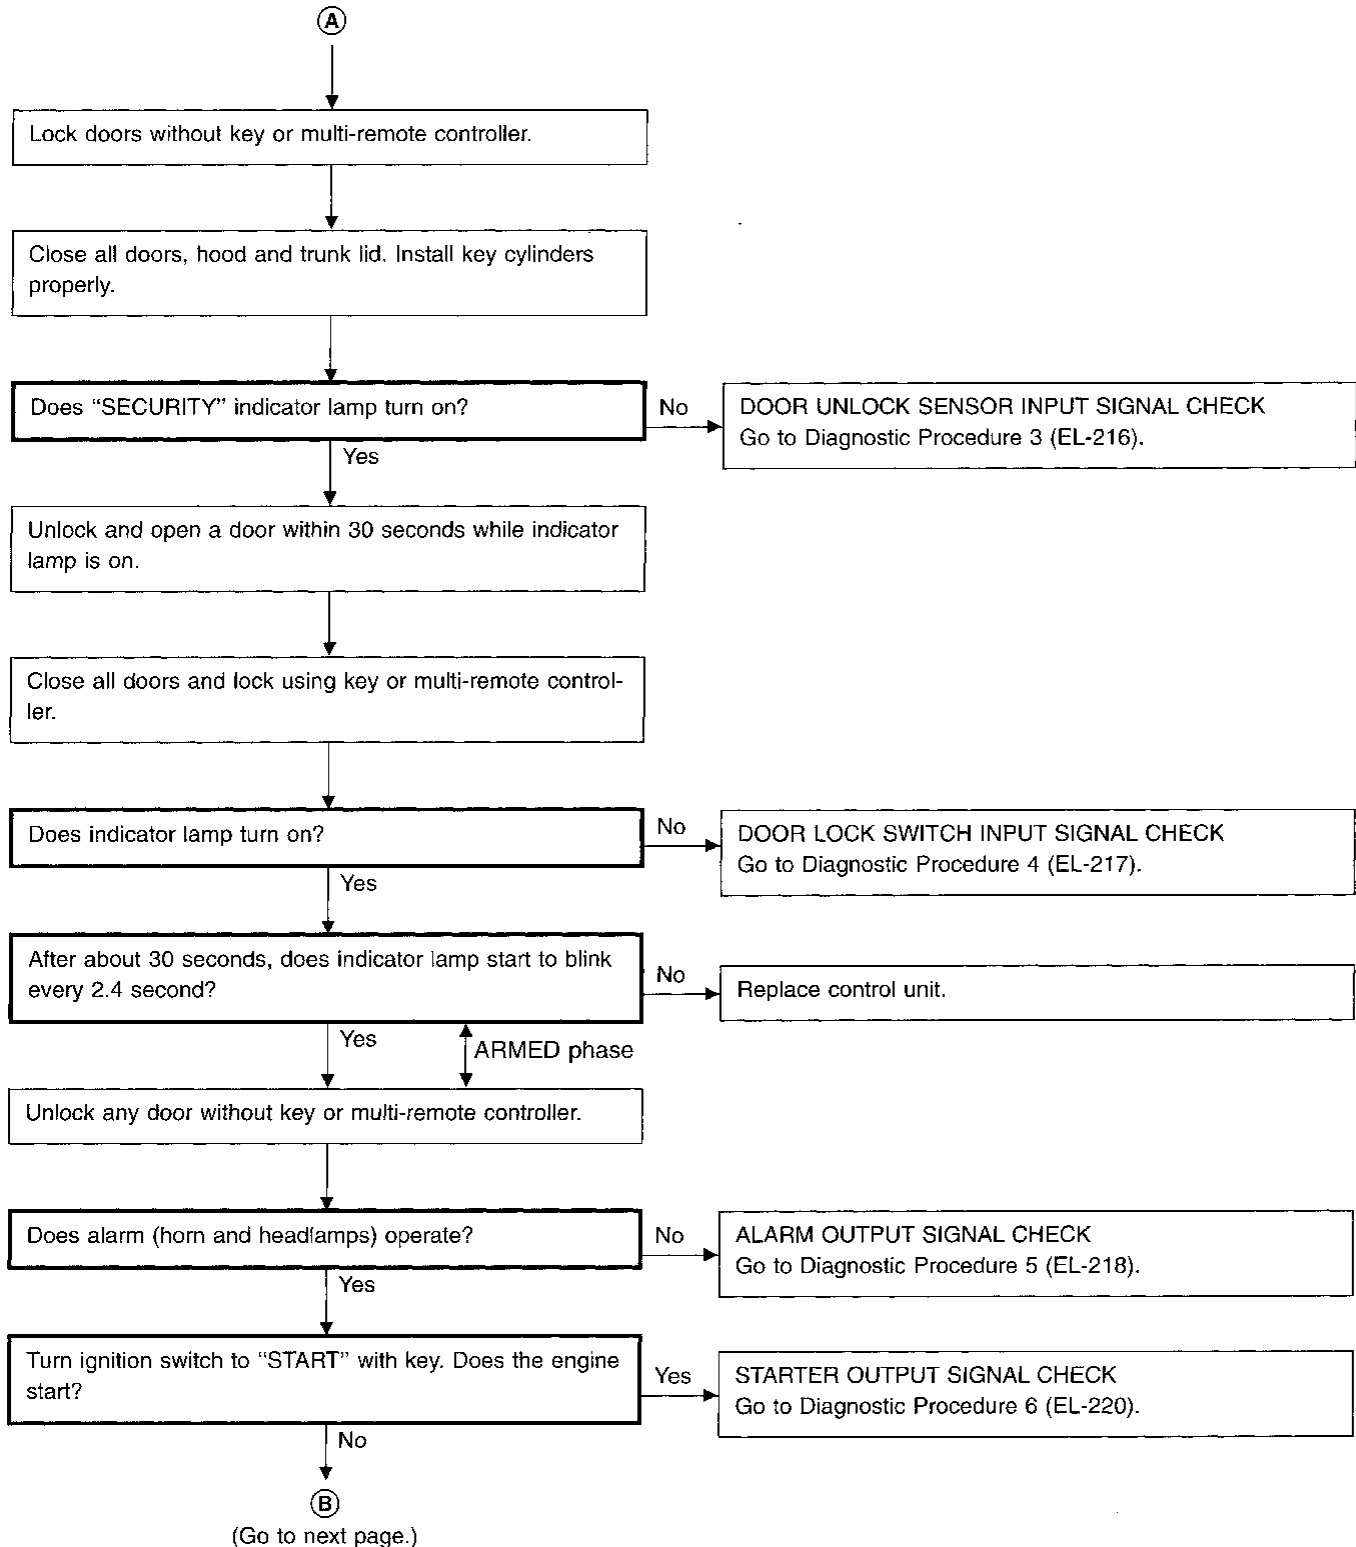 A
Lock doors without key or multi-remote controller.
Close all doors, hood and trunk lid. Install key cylinders
properly.
Does “SECURITY” indicator lamp turn on?
No
DOOR UNLOCK SENSOR INPUT SIGNAL CHECK
Go to Diagnostic Procedure 3 (EL-216).
Yes
Unlock and open a door within 30 seconds while indicator
lamp is on.
Close all doors and lock using key or multi-remote control-
ler.
Does indicator lamp turn on?
No
DOOR LOCK SWITCH INPUT SIGNAL CHECK
Go to Diagnostic Procedure 4 (EL-217).
Yes
After about 30 seconds, does indicator lamp start to blink
every 2.4 second?
No
Replace control unit.
Yes
ARMED phase
Unlock any door without key or multi-remote controller.
Does alarm (horn and headlamps) operate?
No
ALARM OUTPUT SIGNAL CHECK
Go to Diagnostic Procedure 5 (EL-218).
Yes
Turn ignition switch to “START” with key. Does the engine
start?
Yes
STARTER OUTPUT SIGNAL CHECK
Go to Diagnostic Procedure 6 (EL-220).
No
B
(Go to next page.)